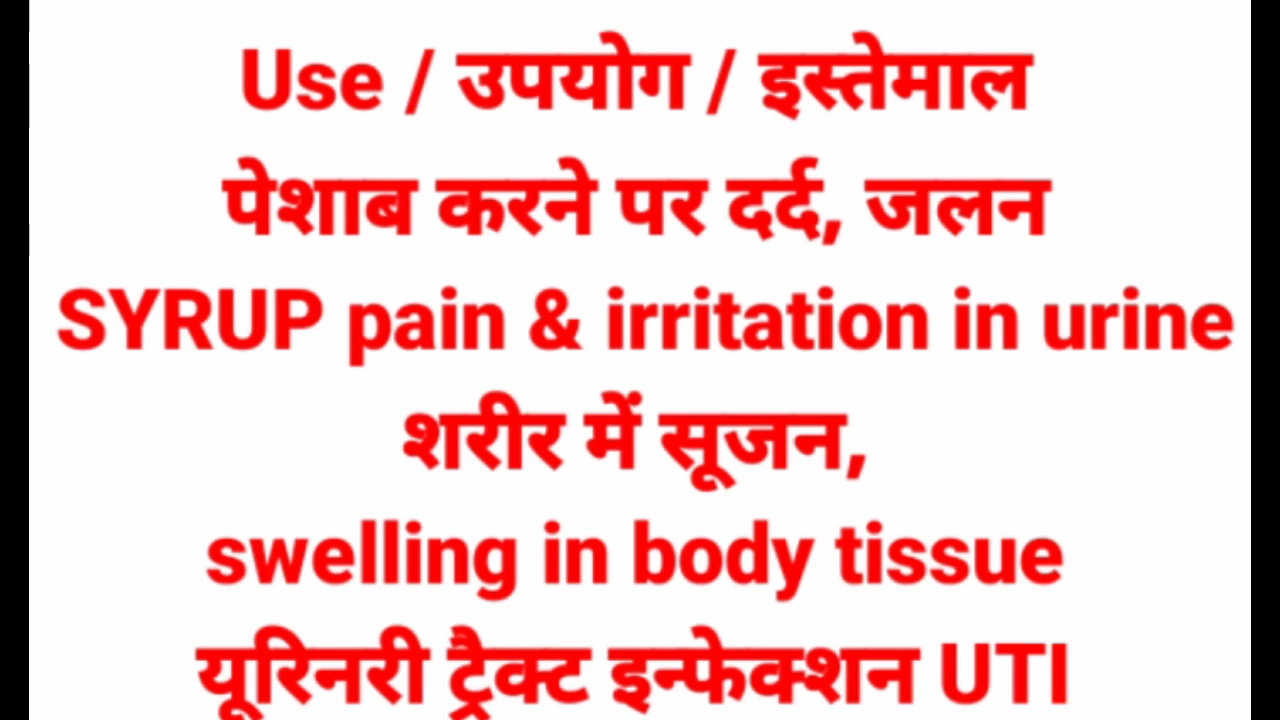 Use / उपयोग / इस्तेमाल
पेशाब करने पर दर्द, जलन
SYRUP pain & irritation in urine
शरीर में सूजन,
swelling in body tissue
यूरिनरी ट्रैक्ट इन्फेक्शन UTI